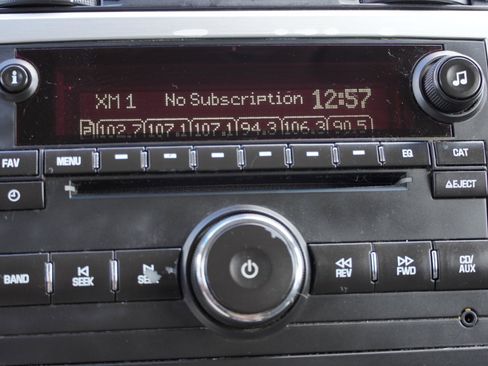 XM 1 No Subscription 12:57
P 102.7 107.1 107.1 94.3 106.3 90.5
FAV MENU EQ CAT
EJECT
BAND SEEK SEEK REV FWD CD/
AUX